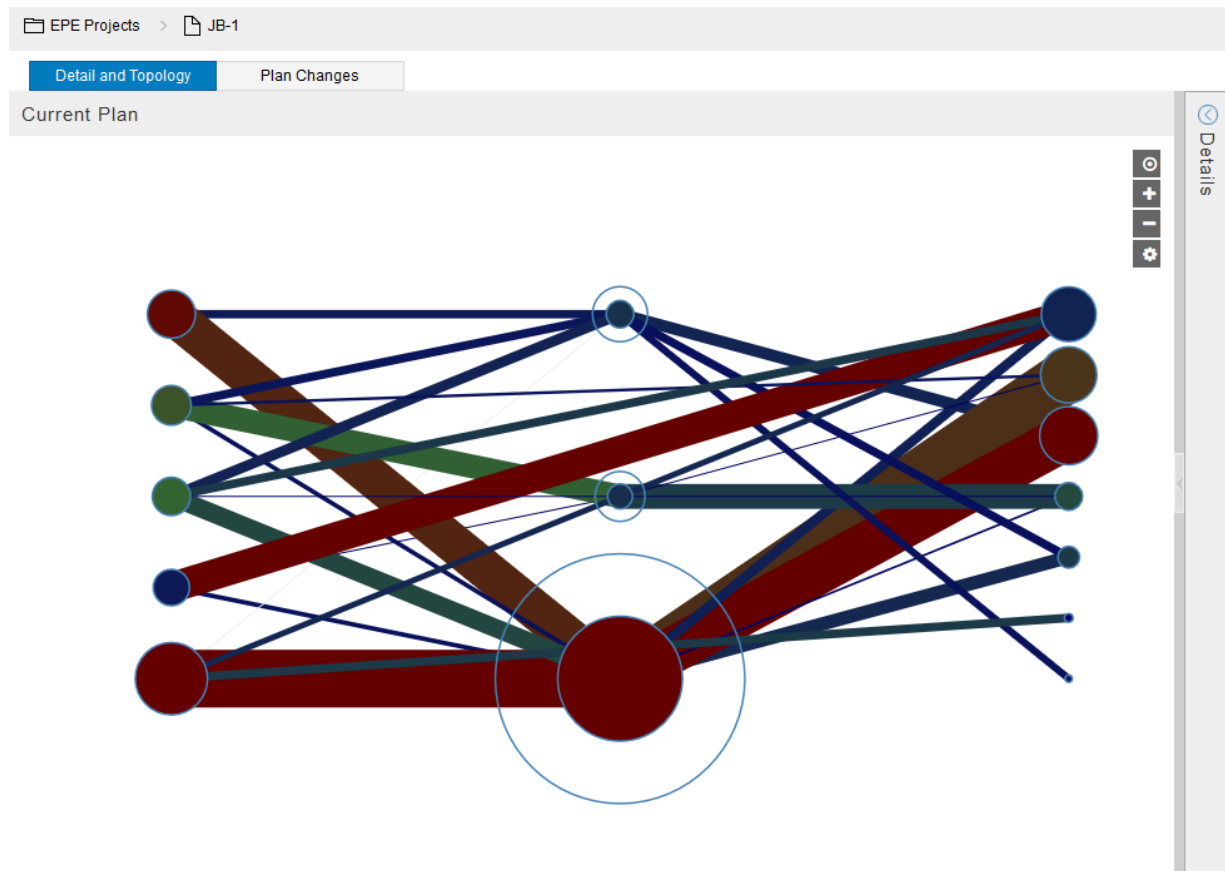 EPE Projects > JB-1
Detail and Topology Plan Changes
Current Plan
Details